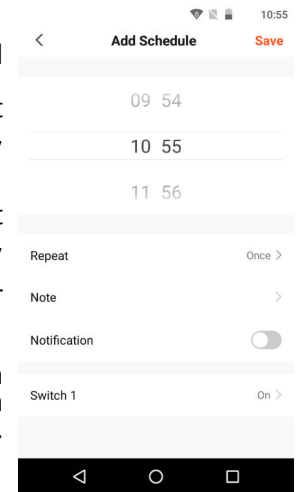 10:55
Add Schedule Save
09 54
10 55
11 56
Repeat Once
Note
Notification
Switch 1 On